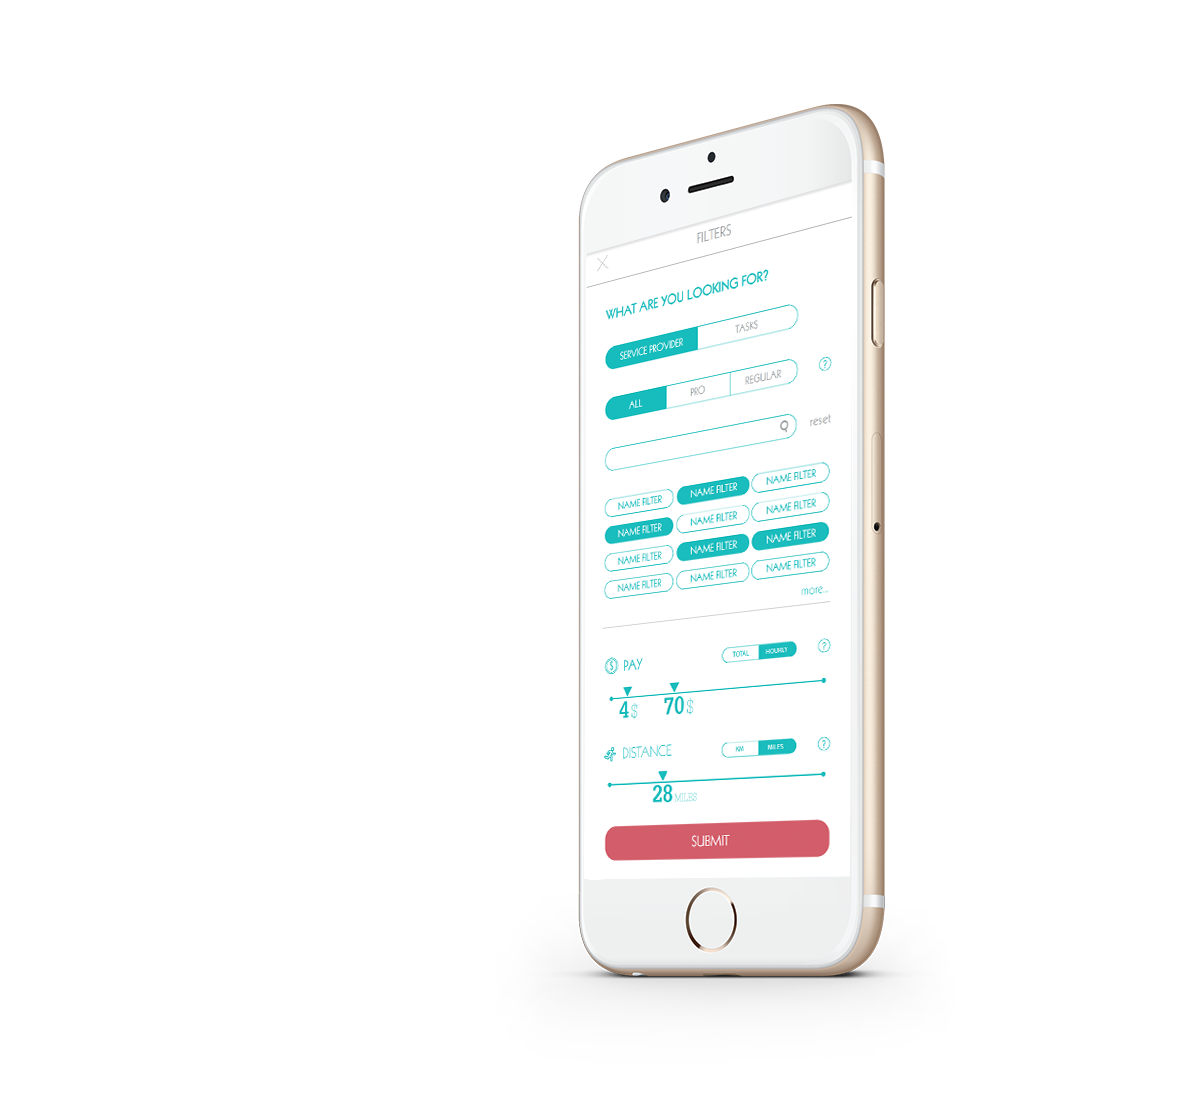 FILTERS
WHAT ARE YOU LOOKING FOR?
SERVICE PROVIDER TASKS
ALL PRO REGULAR ?
reset
NAME FILTER NAME FILTER NAME FILTER
NAME FILTER NAME FILTER NAME FILTER
NAME FILTER NAME FILTER NAME FILTER
NAME FILTER NAME FILTER NAME FILTER
more...
$ PAY TOTAL HOURLY ?
4$ 70$
DISTANCE KM MILES ?
28 MILES
SUBMIT